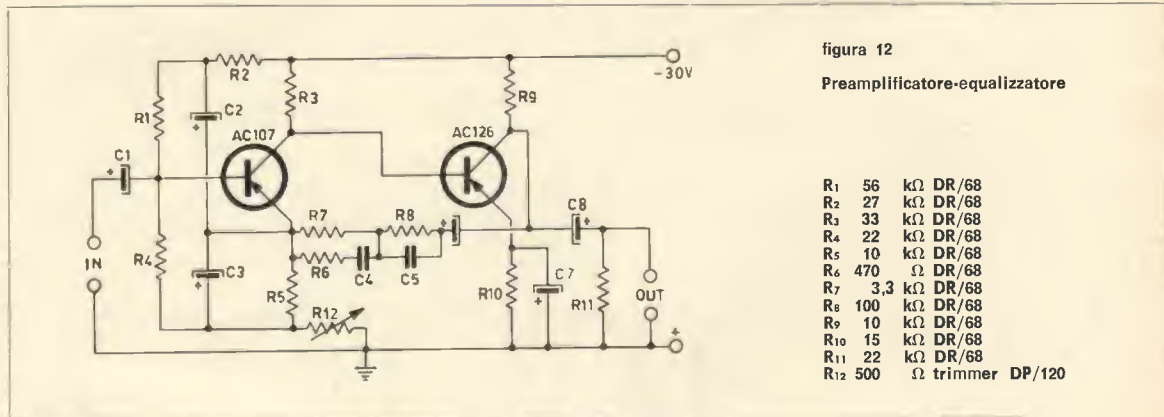 figura 12
Preamplificatore-equalizzatore
R2
-30V
R1
C2
R3
R9
AC107
AC126
C1
C8
R7
R8
IN
R4
C3
R6
C4
C5
R5
R10
C7
R11
OUT
R12
+
R1 56 kΩ DR/68
R2 27 kΩ DR/68
R3 33 kΩ DR/68
R4 22 kΩ DR/68
R5 10 kΩ DR/68
R6 470 Ω DR/68
R7 3,3 kΩ DR/68
R8 100 kΩ DR/68
R9 10 kΩ DR/68
R10 15 kΩ DR/68
R11 22 kΩ DR/68
R12 500 Ω trimmer DP/120